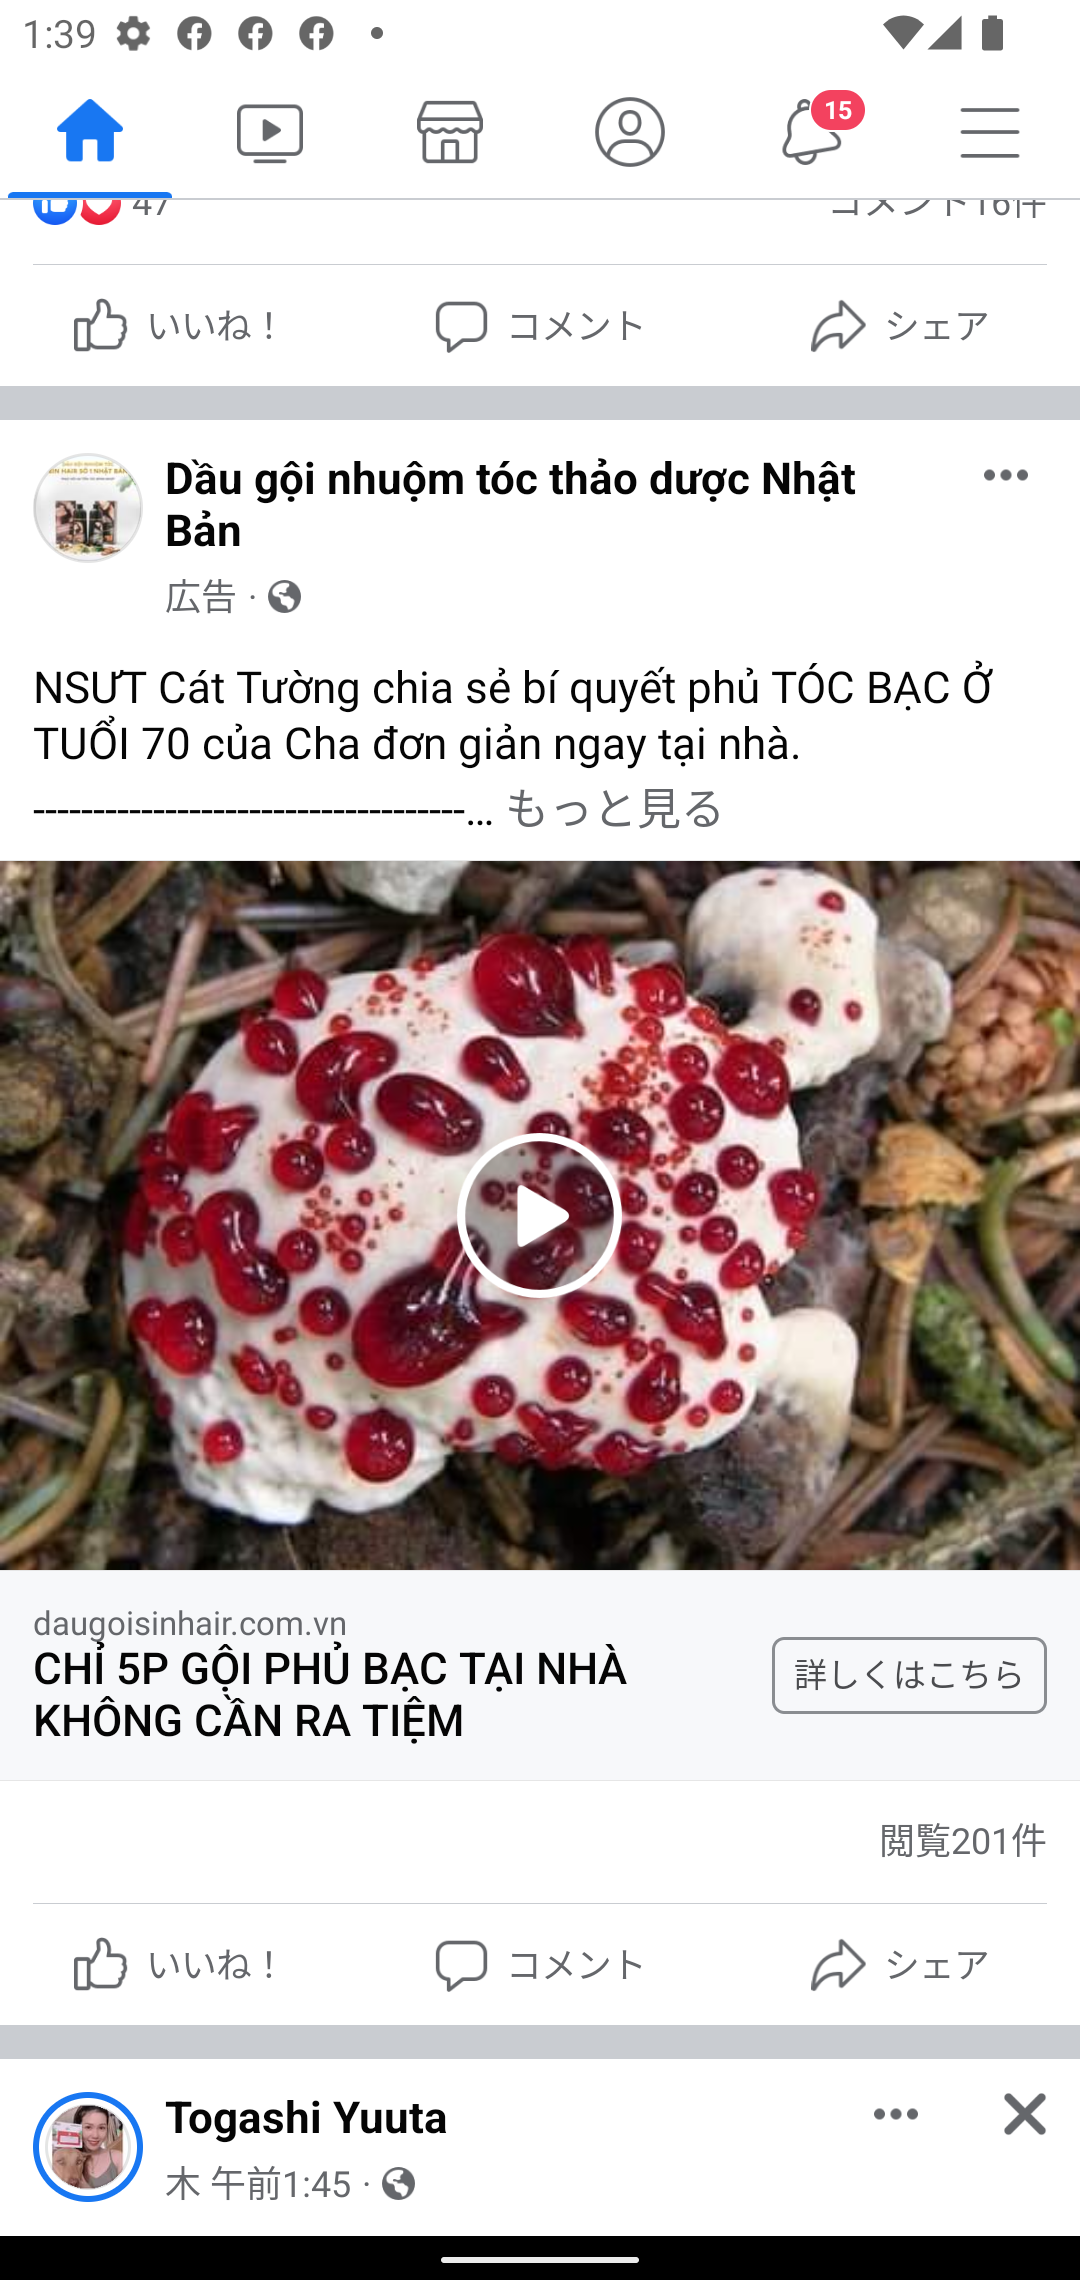 1:39
15
47
コメント16件
いいね！ コメント シェア
Dầu gội nhuộm tóc thảo dược Nhật
Bản
広告 ·
NSƯT Cát Tường chia sẻ bí quyết phủ TÓC BẠC Ở
TUỔI 70 của Cha đơn giản ngay tại nhà.
------------------------------------... もっと見る
daugoisinhair.com.vn
CHỈ 5P GỘI PHỦ BẠC TẠI NHÀ
KHÔNG CẦN RA TIỆM
詳しくはこちら
閲覧201件
いいね！ コメント シェア
Togashi Yuuta
木 午前1:45 ·